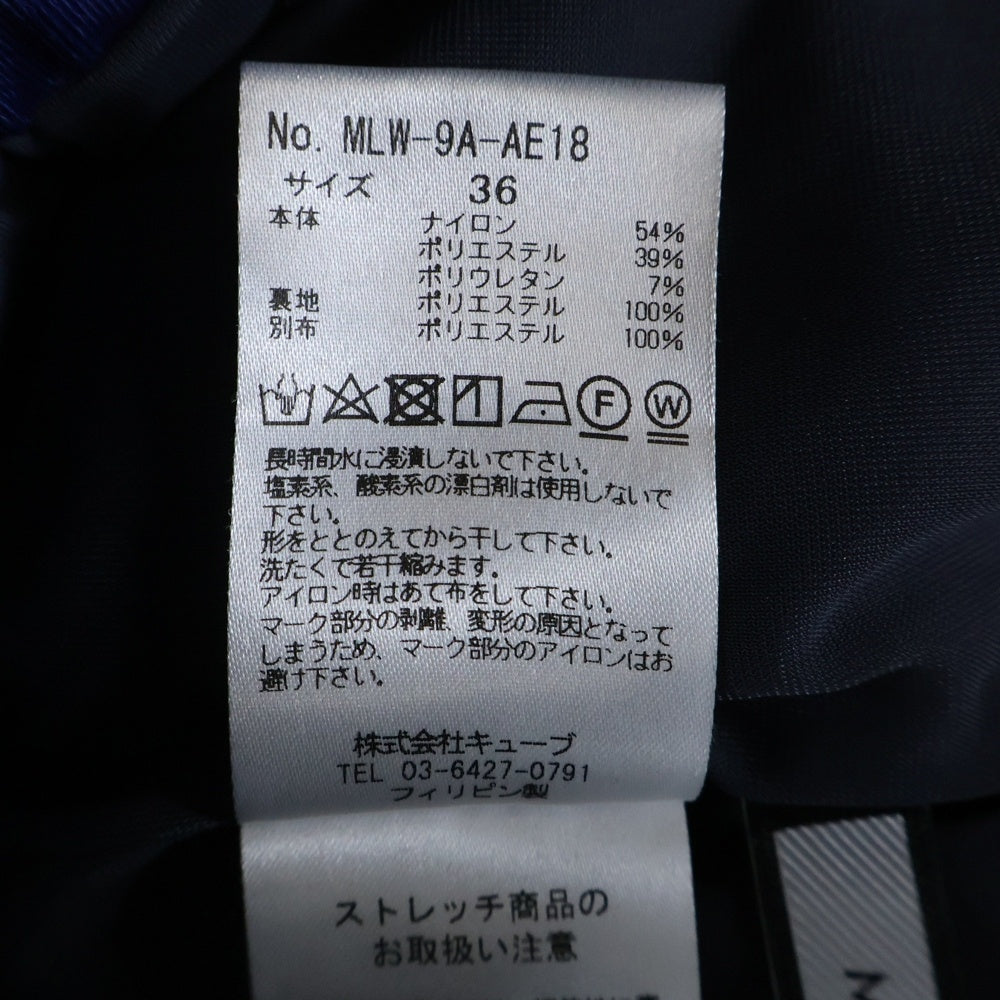 No. MLW-9A-AE18
サイズ 36
本体 ナイロン 54%
ポリエステル 39%
ポリウレタン 7%
裏地 ポリエステル 100%
別布 ポリエステル 100%
F W
長時間水に浸漬しないで下さい。
塩素系、酸素系の漂白剤は使用しないで
下さい。
形をととのえてから干して下さい。
洗たくで若干縮みます。
アイロン時はあて布をして下さい。
マーク部分の剥離、変形の原因となって
しまうため、マーク部分のアイロンはお
避け下さい。
株式会社キューブ
TEL 03-6427-0791
フィリピン製
ストレッチ商品の
お取扱い注意
M